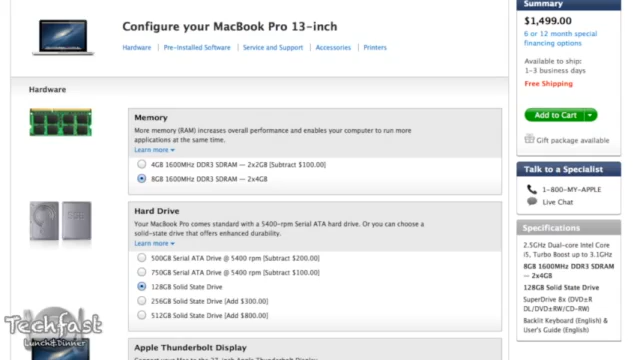 Configure your MacBook Pro 13-inch
Hardware | Pre-Installed Software | Service and Support | Accessories | Printers
Hardware
Memory
More memory (RAM) increases overall performance and enables your computer to run more
applications at the same time.
Learn more
4GB 1600MHz DDR3 SDRAM — 2x2GB [Subtract $100.00]
8GB 1600MHz DDR3 SDRAM — 2x4GB
Hard Drive
Your MacBook Pro comes standard with a 5400-rpm Serial ATA hard drive. Or you can choose a
solid-state drive that offers enhanced durability.
Learn more
500GB Serial ATA Drive @ 5400 rpm [Subtract $200.00]
750GB Serial ATA Drive @ 5400 rpm [Subtract $100.00]
128GB Solid State Drive
256GB Solid State Drive [Add $300.00]
512GB Solid State Drive [Add $800.00]
Apple Thunderbolt Display
Summary
$1,499.00
6 or 12 month special
financing options
Available to ship:
1-3 business days
Free Shipping
Add to Cart
Gift package available
Talk to a Specialist
1-800-MY-APPLE
Live Chat
Specifications
2.5GHz Dual-core Intel Core
i5, Turbo Boost up to 3.1GHz
8GB 1600MHz DDR3 SDRAM
— 2x4GB
128GB Solid State Drive
SuperDrive 8x (DVD±R
DL/DVD±RW/CD-RW)
Backlit Keyboard (English) &
User's Guide (English)
Techfast
Lunch&Dinner